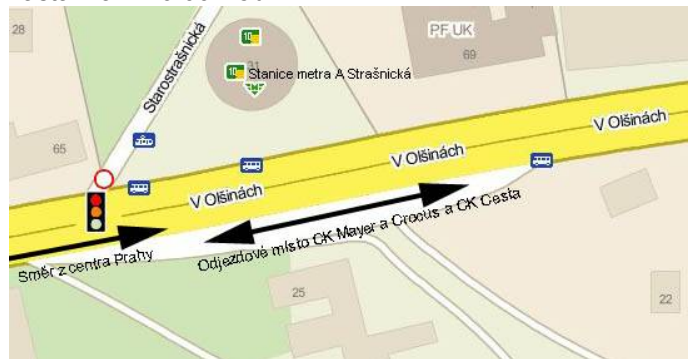 28
PF UK
69
31
Stanice metra A Strašnická
Starostrašnická
65
V Olšinách
V Olšinách
V Olšinách
Směr z centra Prahy
Odjezdové místo CK Mayer a Crocus a CK Cesta
25
22